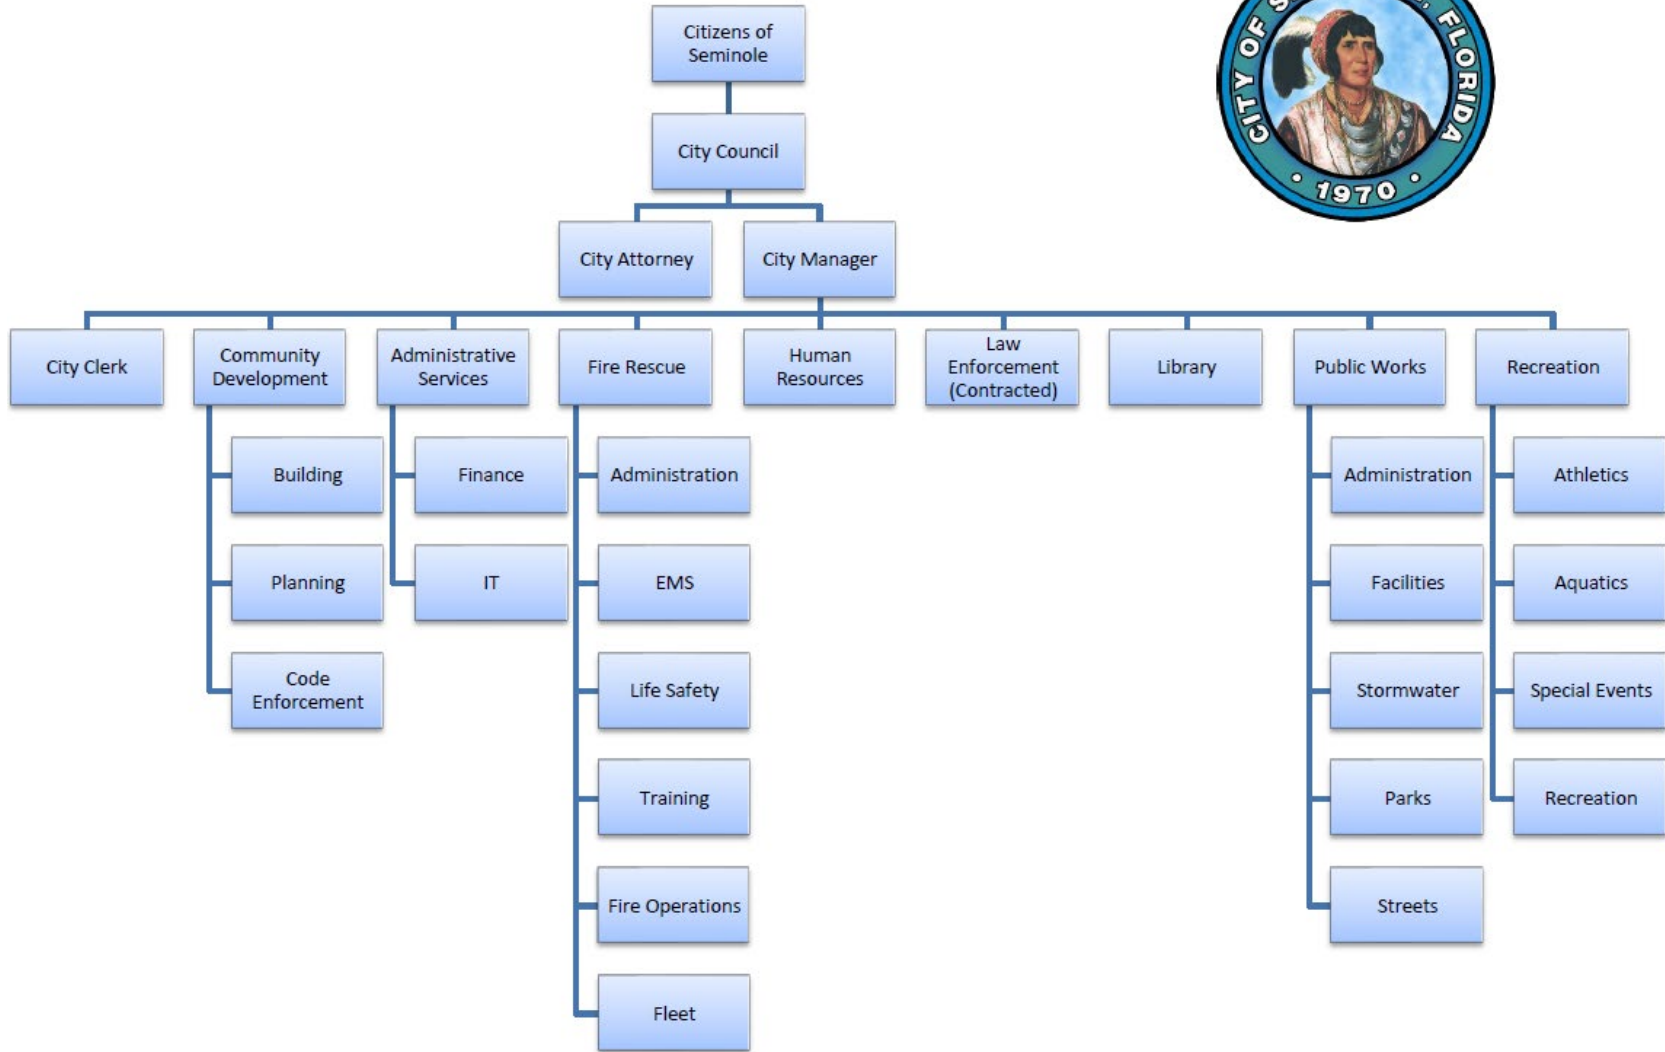 Citizens of
Seminole
CITY OF
FLORIDA
1970
City Council
City Attorney
City Manager
City Clerk
Community
Development
Administrative
Services
Fire Rescue
Human
Resources
Law
Enforcement
(Contracted)
Library
Public Works
Recreation
Building
Finance
Administration
Administration
Athletics
Planning
IT
EMS
Facilities
Aquatics
Code
Enforcement
Life Safety
Stormwater
Special Events
Training
Parks
Recreation
Fire Operations
Streets
Fleet